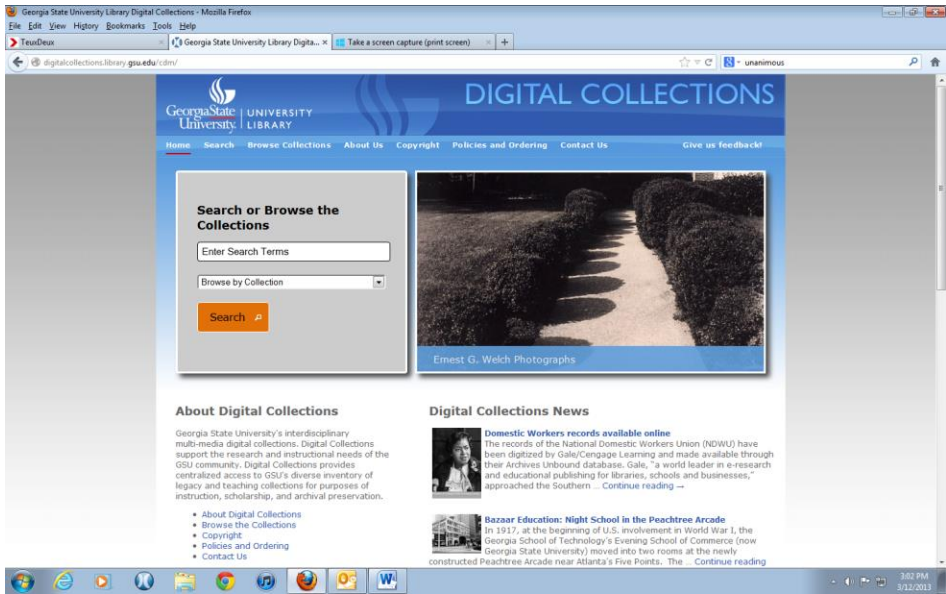 Georgia State University Library Digital Collections - Mozilla Firefox
File Edit View History Bookmarks Tools Help
TeuxDeux
Georgia State University Library Digita...
Take a screen capture (print screen)
digitalcollections.library.gsu.edu/cdm/
unanimous
GeorgiaState University | UNIVERSITY LIBRARY
DIGITAL COLLECTIONS
Home Search Browse Collections About Us Copyright Policies and Ordering Contact Us Give us feedback!
Search or Browse the
Collections
Enter Search Terms
Browse by Collection
Search
Ernest G. Welch Photographs
About Digital Collections
Georgia State University's interdisciplinary
multi-media digital collections. Digital Collections
support the research and instructional needs of the
GSU community. Digital Collections provides
centralized access to GSU's diverse inventory of
legacy and teaching collections for purposes of
instruction, scholarship, and archival preservation.
• About Digital Collections
• Browse the Collections
• Copyright
• Policies and Ordering
• Contact Us
Digital Collections News
Domestic Workers records available online
The records of the National Domestic Workers Union (NDWU) have
been digitized by Gale/Cengage Learning and made available through
their Archives Unbound database. Gale, "a world leader in e-research
and educational publishing for libraries, schools and businesses,"
approached the Southern ... Continue reading →
Bazaar Education: Night School in the Peachtree Arcade
In 1917, at the beginning of U.S. involvement in World War I, the
Georgia School of Technology's Evening School of Commerce (now
Georgia State University) moved into two rooms at the newly
constructed Peachtree Arcade near Atlanta's Five Points. The ... Continue reading
3:02 PM
3/12/2013